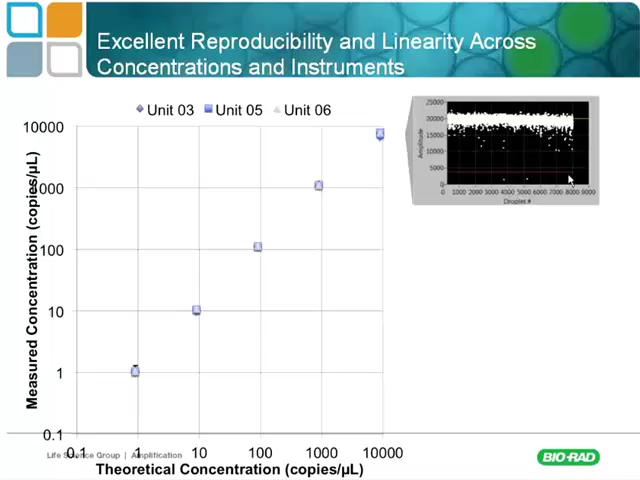 Excellent Reproducibility and Linearity Across
Concentrations and Instruments
Unit 03 Unit 05 Unit 06
10000
1000
100
10
1
0.1
Measured Concentration (copies/µL)
0.1 1 10 100 1000 10000
Theoretical Concentration (copies/µL)
25000
20000
15000
10000
5000
0
Amplitude
0 1000 2000 3000 4000 5000 6000 7000 8000 9000
Droplet #
Life Science Group | Amplification
BIO-RAD